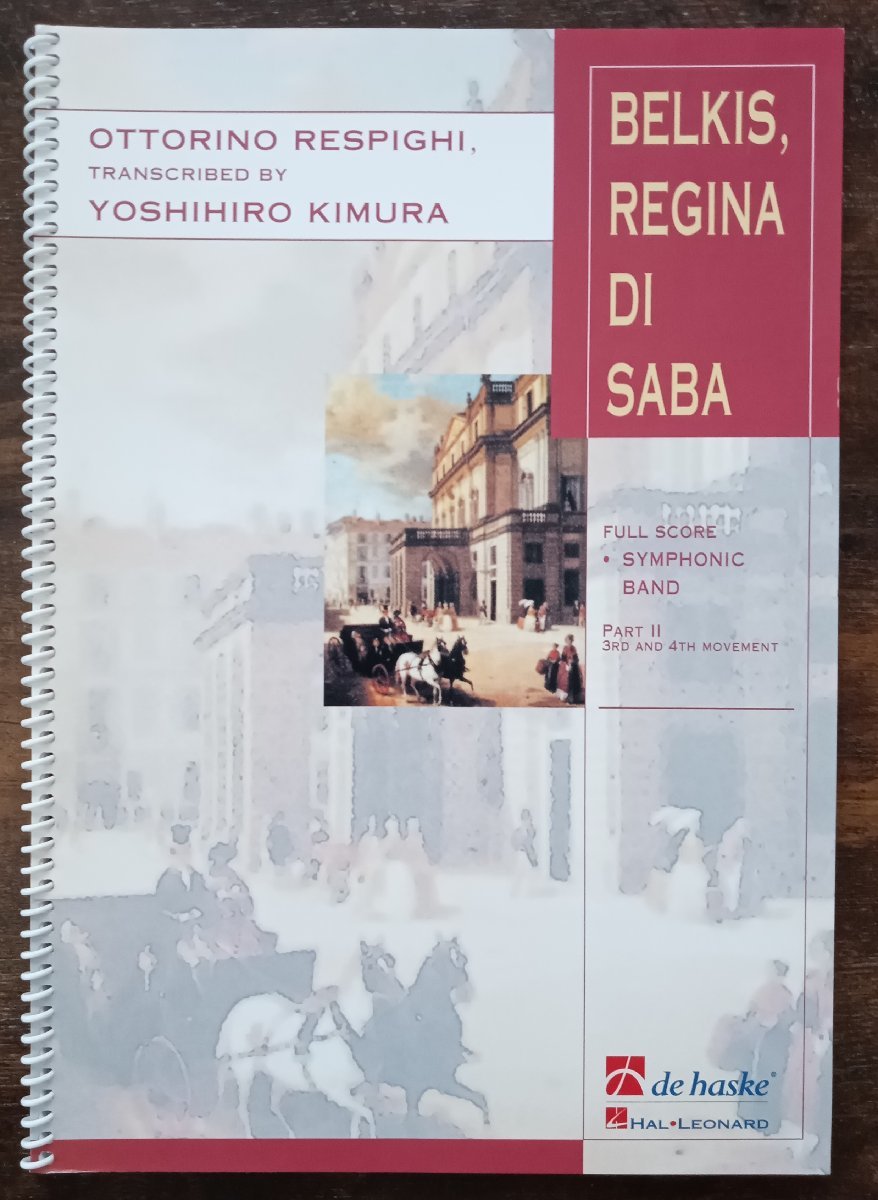 OTTORINO RESPIGHI,
TRANSCRIBED BY
YOSHIHIRO KIMURA
BELKIS,
REGINA
DI
SABA
FULL SCORE
• SYMPHONIC
BAND
PART II
3RD AND 4TH MOVEMENT
de haske®
HAL•LEONARD